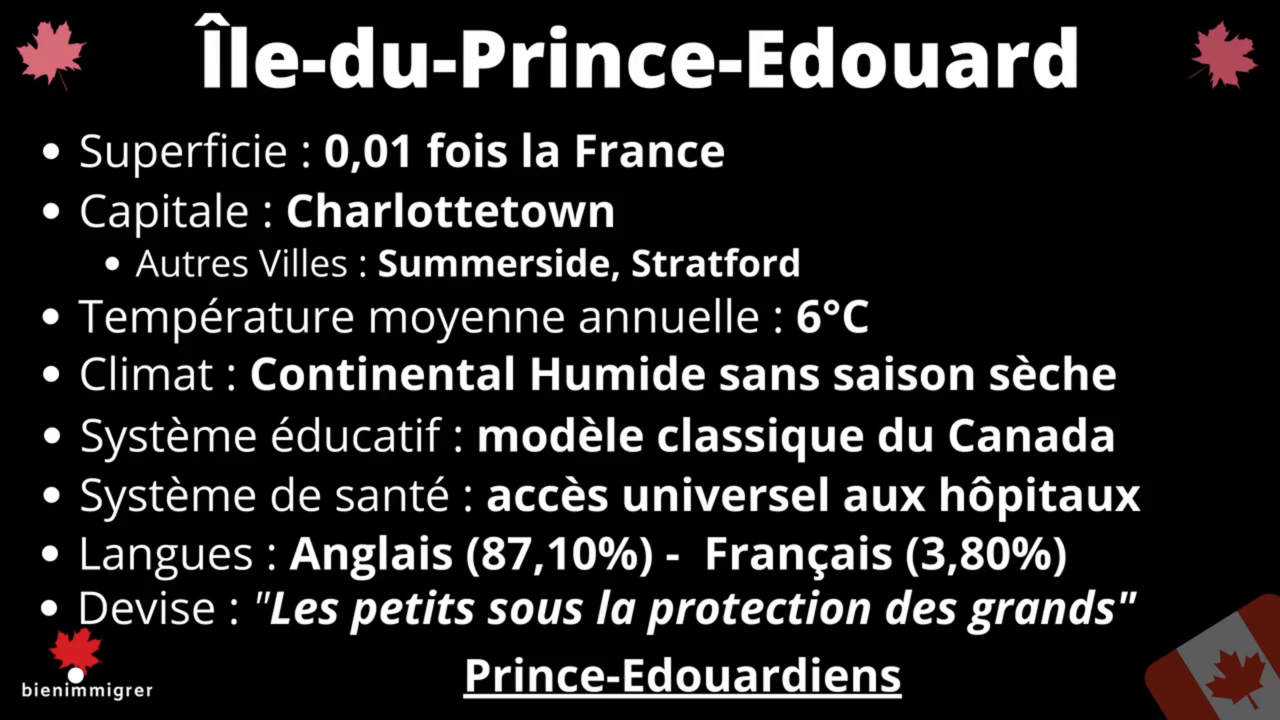 Île-du-Prince-Edouard
• Superficie : 0,01 fois la France
• Capitale : Charlottetown
• Autres Villes : Summerside, Stratford
• Température moyenne annuelle : 6°C
• Climat : Continental Humide sans saison sèche
• Système éducatif : modèle classique du Canada
• Système de santé : accès universel aux hôpitaux
• Langues : Anglais (87,10%) - Français (3,80%)
• Devise : "Les petits sous la protection des grands"
Prince-Edouardiens
bienimmigrer